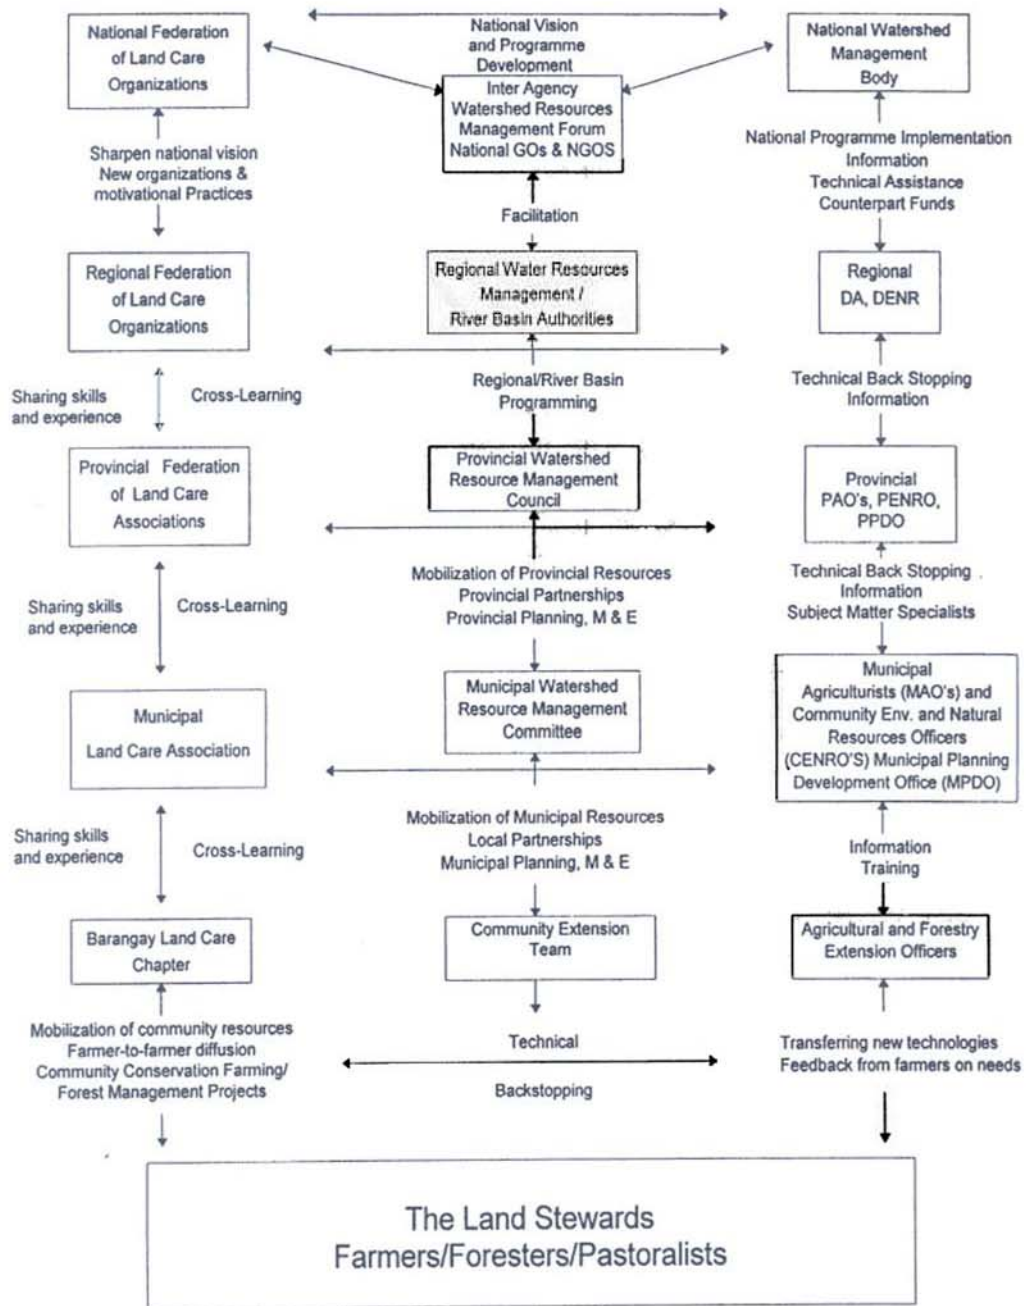 National Federation
of Land Care
Organizations
National Vision
and Programme
Development
National Watershed
Management
Body
Inter Agency
Watershed Resources
Management Forum
National GOs & NGOS
Sharpen national vision
New organizations &
motivational Practices
National Programme Implementation
Information
Technical Assistance
Counterpart Funds
Facilitation
Regional Federation
of Land Care
Organizations
Regional Water Resources
Management /
River Basin Authorities
Regional
DA, DENR
Sharing skills
and experience
Cross-Learning
Regional/River Basin
Programming
Technical Back Stopping
Information
Provincial Federation
of Land Care
Associations
Provincial Watershed
Resource Management
Council
Provincial
PAO's, PENRO,
PPDO
Sharing skills
and experience
Cross-Learning
Mobilization of Provincial Resources
Provincial Partnerships
Provincial Planning, M & E
Technical Back Stopping
Information
Subject Matter Specialists
Municipal
Land Care Association
Municipal Watershed
Resource Management
Committee
Municipal
Agriculturists (MAO's) and
Community Env. and Natural
Resources Officers
(CENRO'S) Municipal Planning
Development Office (MPDO)
Sharing skills
and experience
Cross-Learning
Mobilization of Municipal Resources
Local Partnerships
Municipal Planning, M & E
Information
Training
Barangay Land Care
Chapter
Community Extension
Team
Agricultural and Forestry
Extension Officers
Mobilization of community resources
Farmer-to-farmer diffusion
Community Conservation Farming/
Forest Management Projects
Technical
Backstopping
Transferring new technologies
Feedback from farmers on needs
The Land Stewards
Farmers/Foresters/Pastoralists